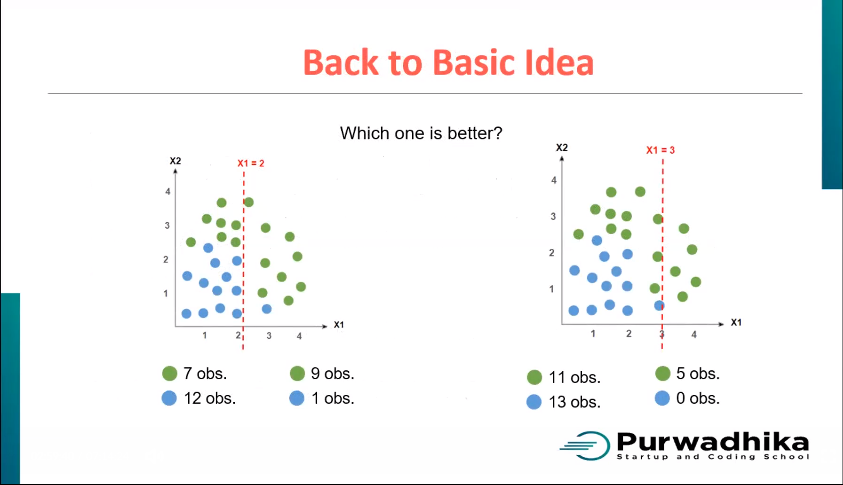 Back to Basic Idea
Which one is better?
X2
X1 = 2
4
3
2
1
1 2 3 4
X1
7 obs.
9 obs.
12 obs.
1 obs.
X2
X1 = 3
4
3
2
1
1 2 3 4
X1
11 obs.
5 obs.
13 obs.
0 obs.
Purwadhika
Startup and Coding School